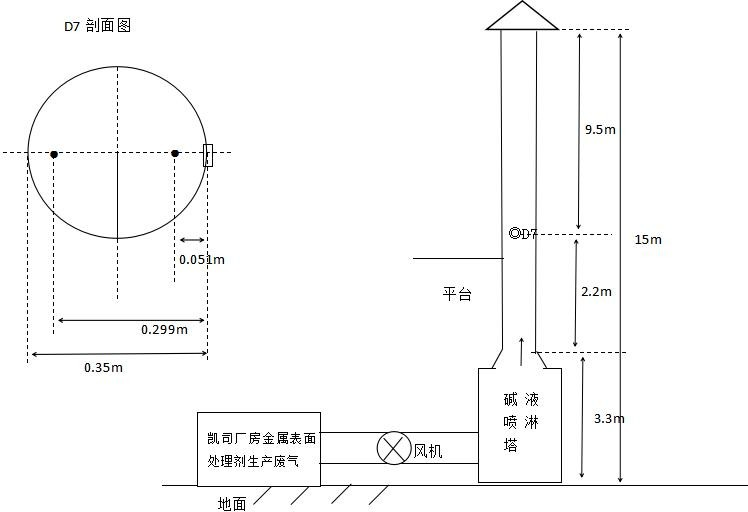 D7 剖面图
0.051m
0.299m
0.35m
9.5m
D7
15m
2.2m
平台
3.3m
碱 液
喷 淋
塔
凯司厂房金属表面
处理剂生产废气
风机
地面